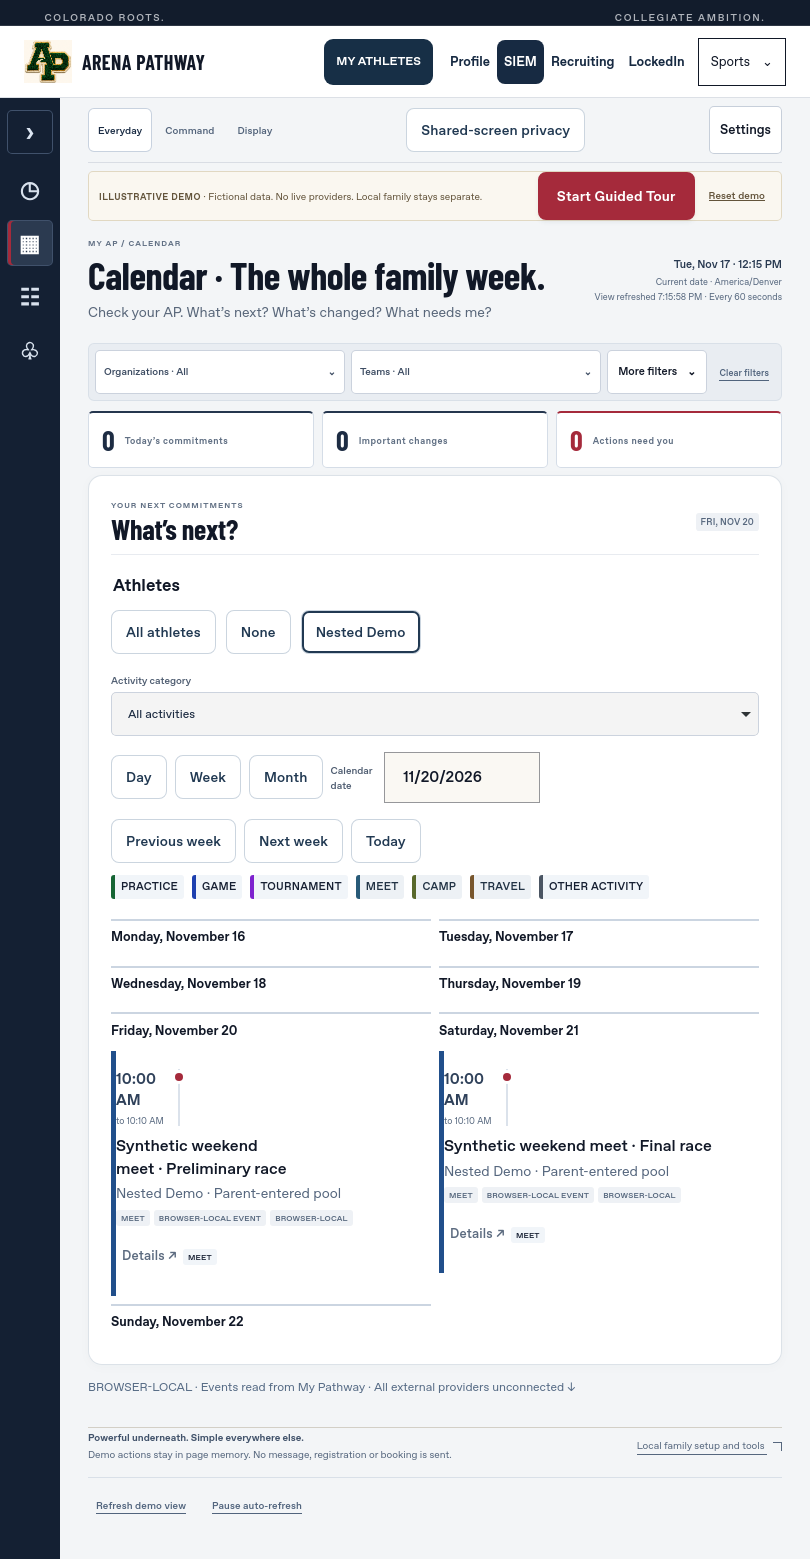 COLORADO ROOTS. COLLEGIATE AMBITION.
AP ARENA PATHWAY MY ATHLETES Profile SIEM Recruiting LockedIn Sports
Everyday Command Display Shared-screen privacy Settings
ILLUSTRATIVE DEMO · Fictional data. No live providers. Local family stays separate. Start Guided Tour Reset demo
MY AP / CALENDAR
Calendar · The whole family week.
Check your AP. What’s next? What’s changed? What needs me?
Tue, Nov 17 · 12:15 PM
Current date · America/Denver
View refreshed 7:15:58 PM · Every 60 seconds
Organizations · All Teams · All More filters Clear filters
0 Today’s commitments 0 Important changes 0 Actions need you
YOUR NEXT COMMITMENTS
What’s next? FRI, NOV 20
Athletes
All athletes None Nested Demo
Activity category
All activities
Day Week Month Calendar date 11/20/2026
Previous week Next week Today
PRACTICE GAME TOURNAMENT MEET CAMP TRAVEL OTHER ACTIVITY
Monday, November 16 Tuesday, November 17
Wednesday, November 18 Thursday, November 19
Friday, November 20
10:00
AM
to 10:10 AM
Synthetic weekend
meet · Preliminary race
Nested Demo · Parent-entered pool
MEET BROWSER-LOCAL EVENT BROWSER-LOCAL
Details ↗ MEET
Saturday, November 21
10:00
AM
to 10:10 AM
Synthetic weekend meet · Final race
Nested Demo · Parent-entered pool
MEET BROWSER-LOCAL EVENT BROWSER-LOCAL
Details ↗ MEET
Sunday, November 22
BROWSER-LOCAL · Events read from My Pathway · All external providers unconnected ↓
Powerful underneath. Simple everywhere else.
Demo actions stay in page memory. No message, registration or booking is sent.
Local family setup and tools
Refresh demo view Pause auto-refresh